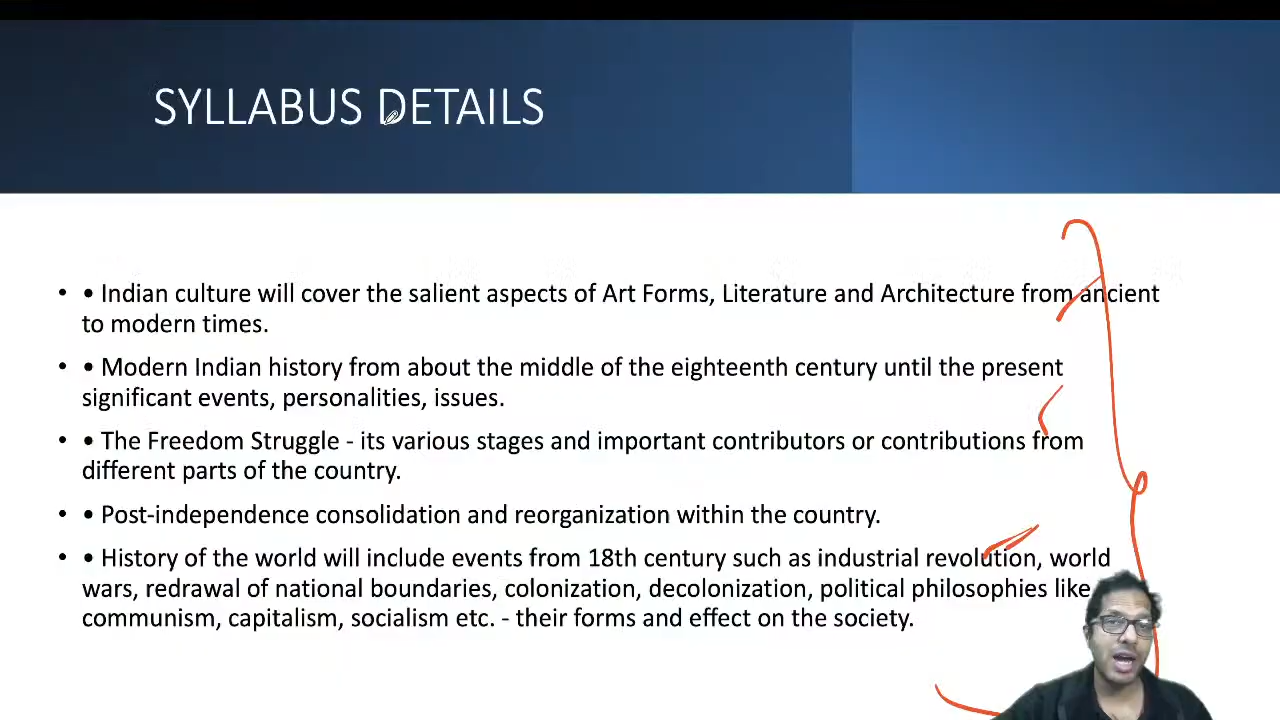 SYLLABUS DETAILS
• • Indian culture will cover the salient aspects of Art Forms, Literature and Architecture from ancient
to modern times.
• • Modern Indian history from about the middle of the eighteenth century until the present
significant events, personalities, issues.
• • The Freedom Struggle - its various stages and important contributors or contributions from
different parts of the country.
• • Post-independence consolidation and reorganization within the country.
• • History of the world will include events from 18th century such as industrial revolution, world
wars, redrawal of national boundaries, colonization, decolonization, political philosophies like
communism, capitalism, socialism etc. - their forms and effect on the society.